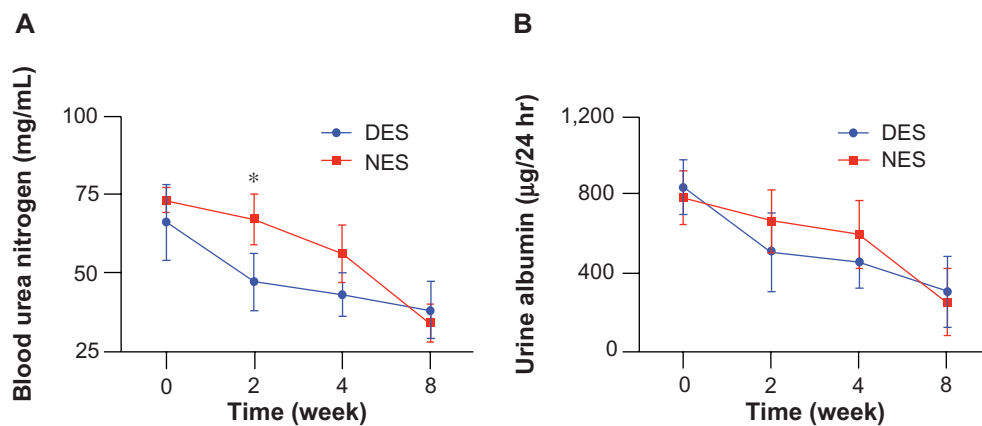 A
Blood urea nitrogen (mg/mL)
100
75
50
25
DES
NES
*
0 2 4 8
Time (week)
B
Urine albumin (µg/24 hr)
1,200
800
400
0
DES
NES
0 2 4 8
Time (week)